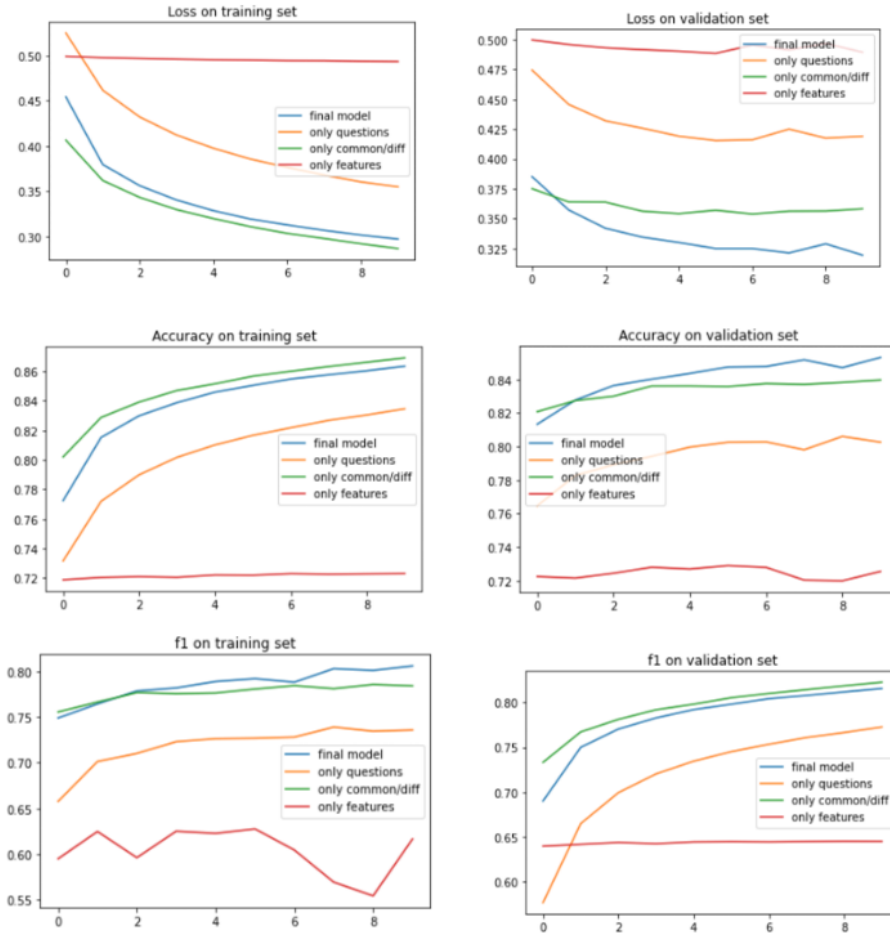 Loss on training set
0.50
0.45
0.40
0.35
0.30
final model
only questions
only common/diff
only features
0 2 4 6 8
Loss on validation set
0.500
0.475
0.450
0.425
0.400
0.375
0.350
0.325
final model
only questions
only common/diff
only features
0 2 4 6 8
Accuracy on training set
0.86
0.84
0.82
0.80
0.78
0.76
0.74
0.72
final model
only questions
only common/diff
only features
0 2 4 6 8
Accuracy on validation set
0.84
0.82
0.80
0.78
0.76
0.74
0.72
final model
only questions
only common/diff
only features
0 2 4 6 8
f1 on training set
0.80
0.75
0.70
0.65
0.60
0.55
final model
only questions
only common/diff
only features
0 2 4 6 8
f1 on validation set
0.80
0.75
0.70
0.65
0.60
final model
only questions
only common/diff
only features
0 2 4 6 8